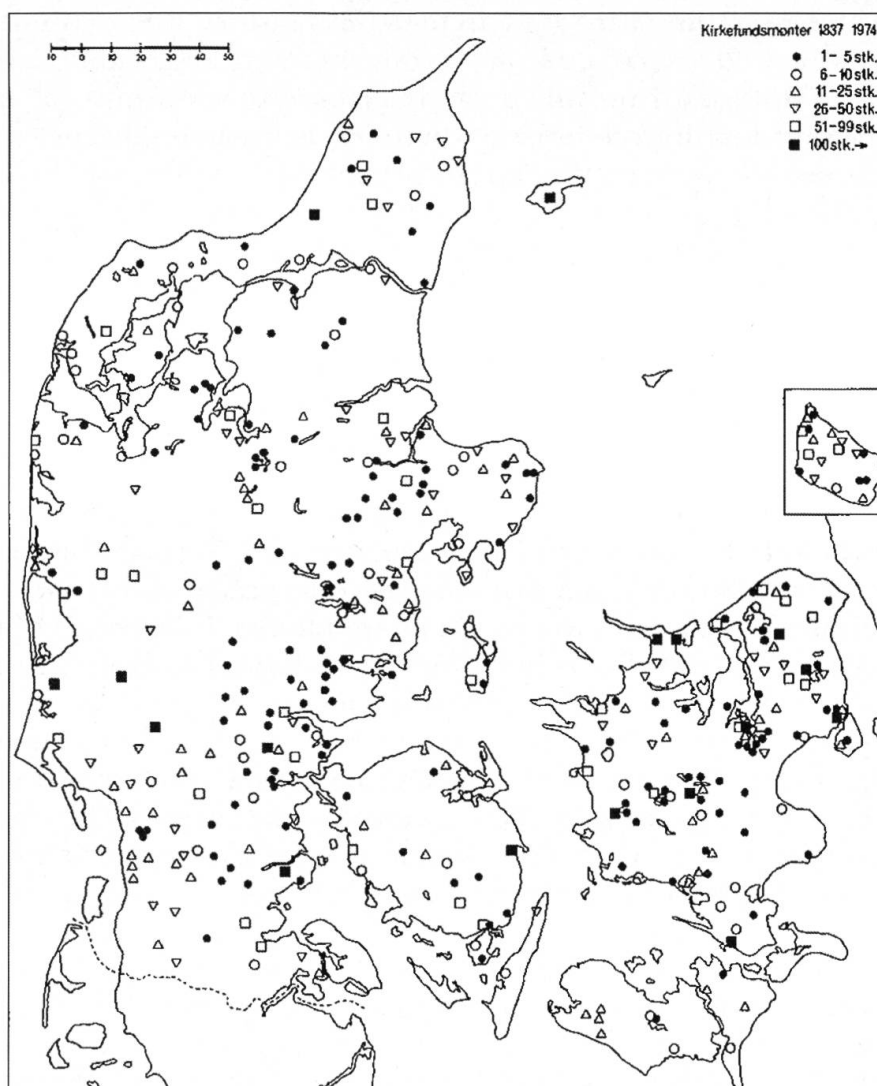 Kirkefundsmønter 1837 1974
1-5 stk.
6-10 stk.
11-25 stk.
26-50 stk.
51-99 stk.
100 stk.→
10 0 10 20 30 40 50